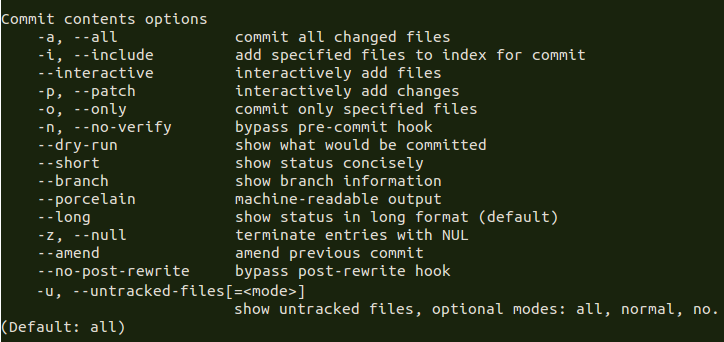 Commit contents options
-a, --all commit all changed files
-i, --include add specified files to index for commit
--interactive interactively add files
-p, --patch interactively add changes
-o, --only commit only specified files
-n, --no-verify bypass pre-commit hook
--dry-run show what would be committed
--short show status concisely
--branch show branch information
--porcelain machine-readable output
--long show status in long format (default)
-z, --null terminate entries with NUL
--amend amend previous commit
--no-post-rewrite bypass post-rewrite hook
-u, --untracked-files[=<mode>]
show untracked files, optional modes: all, normal, no.
(Default: all)